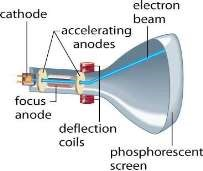 cathode
electron
beam
accelerating
anodes
focus
anode
deflection
coils
phosphorescent
screen